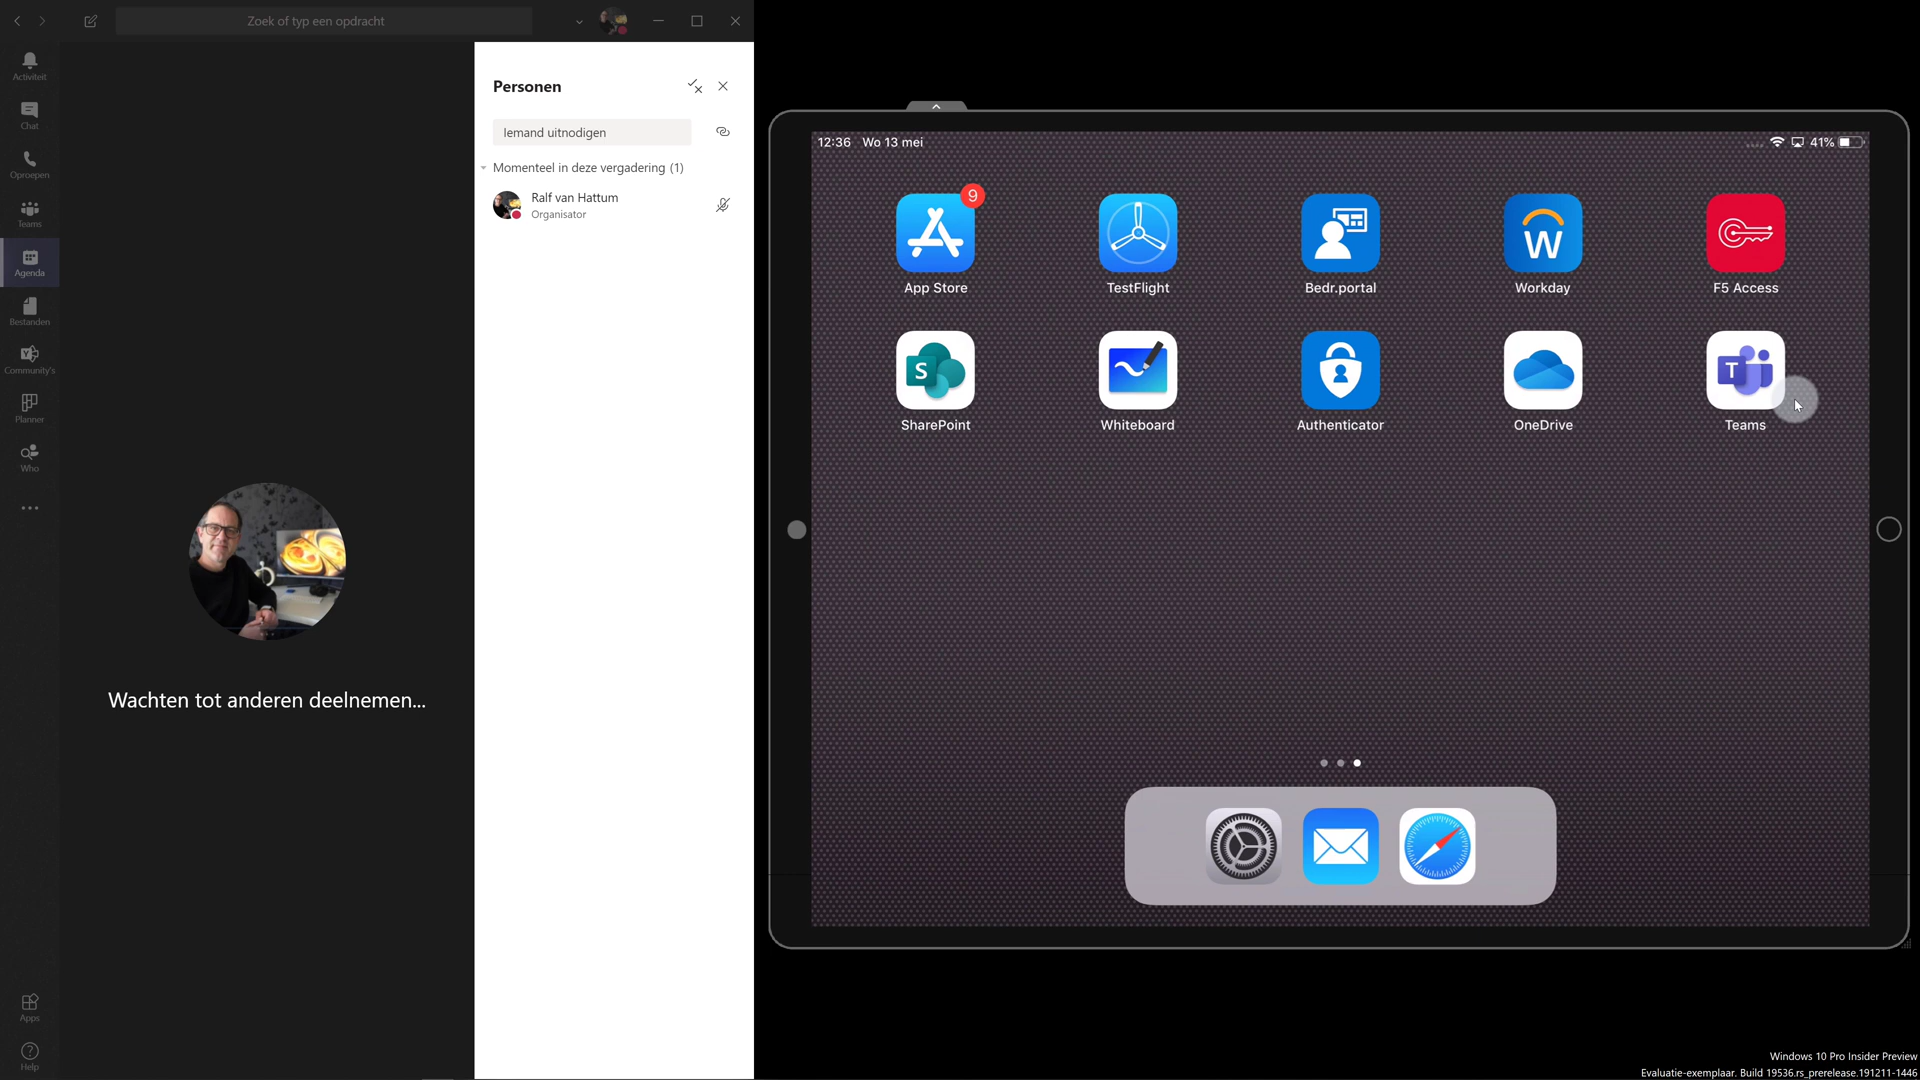 Zoek of typ een opdracht
Activiteit
Chat
Oproepen
Teams
Agenda
Bestanden
Community's
Planner
Who
Apps
Help
Wachten tot anderen deelnemen...
Personen
Iemand uitnodigen
Momenteel in deze vergadering (1)
Ralf van Hattum
Organisator
12:36 Wo 13 mei
41%
9
App Store
TestFlight
Bedr.portal
W
Workday
F5 Access
S
SharePoint
Whiteboard
Authenticator
OneDrive
T
Teams
Windows 10 Pro Insider Preview
Evaluatie-exemplaar. Build 19536.rs_prerelease.191211-1446